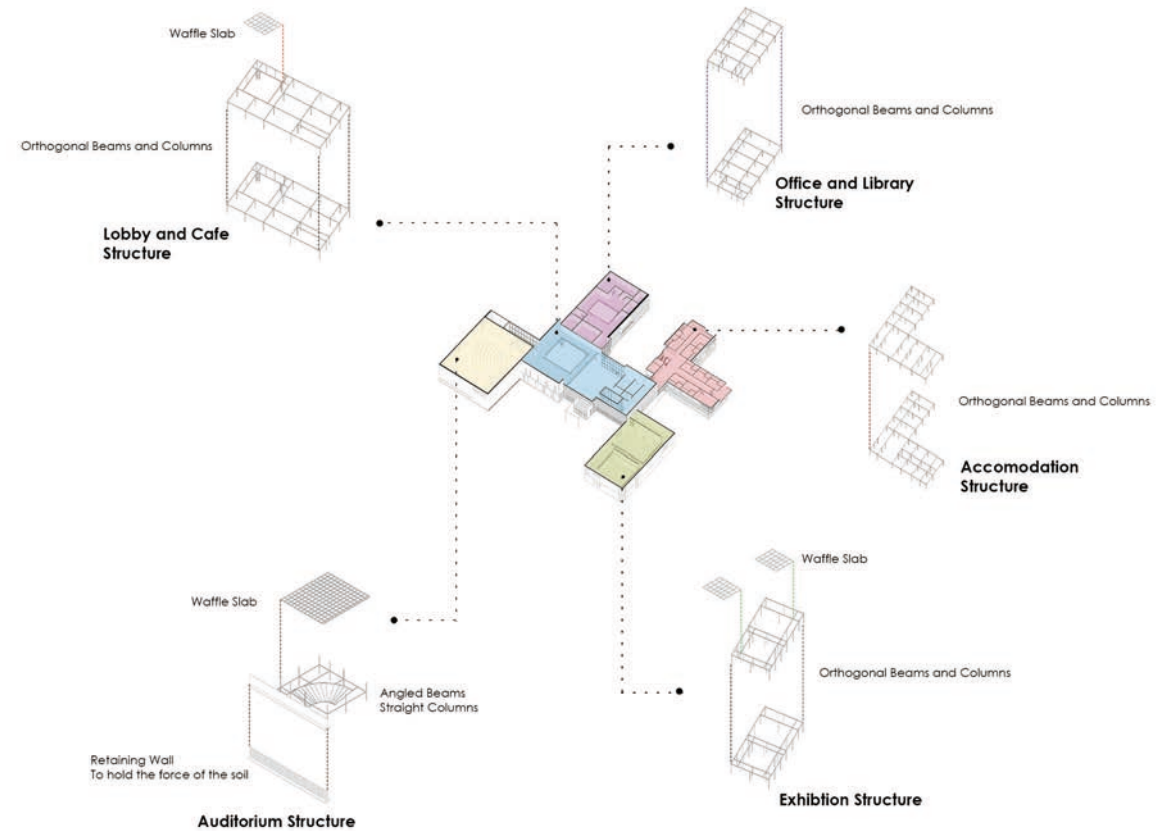 Waffle Slab
Orthogonal Beams and Columns
Lobby and Cafe
Structure
Orthogonal Beams and Columns
Office and Library
Structure
Orthogonal Beams and Columns
Accomodation
Structure
Waffle Slab
Angled Beams
Straight Columns
Retaining Wall
To hold the force of the soil
Auditorium Structure
Waffle Slab
Orthogonal Beams and Columns
Exhibtion Structure